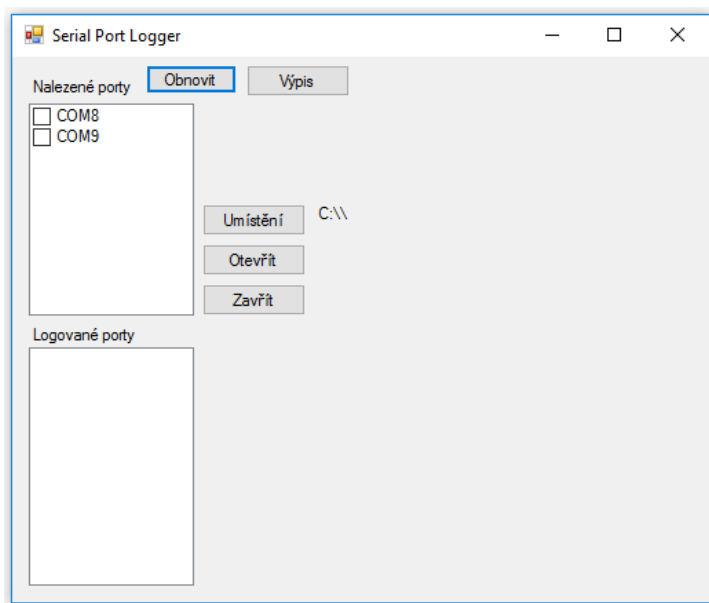 Serial Port Logger
Nalezené porty
Obnovit
Výpis
COM8
COM9
Umístění
C:\\
Otevřít
Zavřít
Logované porty